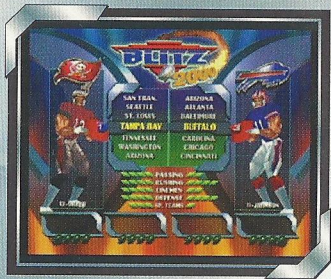 BLITZ
2000
SAN FRAN. ARIZONA
SEATTLE ATLANTA
ST. LOUIS BALTIMORE
TAMPA BAY BUFFALO
TENNESSEE CAROLINA
WASHINGTON CHICAGO
ARIZONA CINCINNATI
PASSING
RUSHING
LINEMEN
DEFENSE
SP. TEAMS